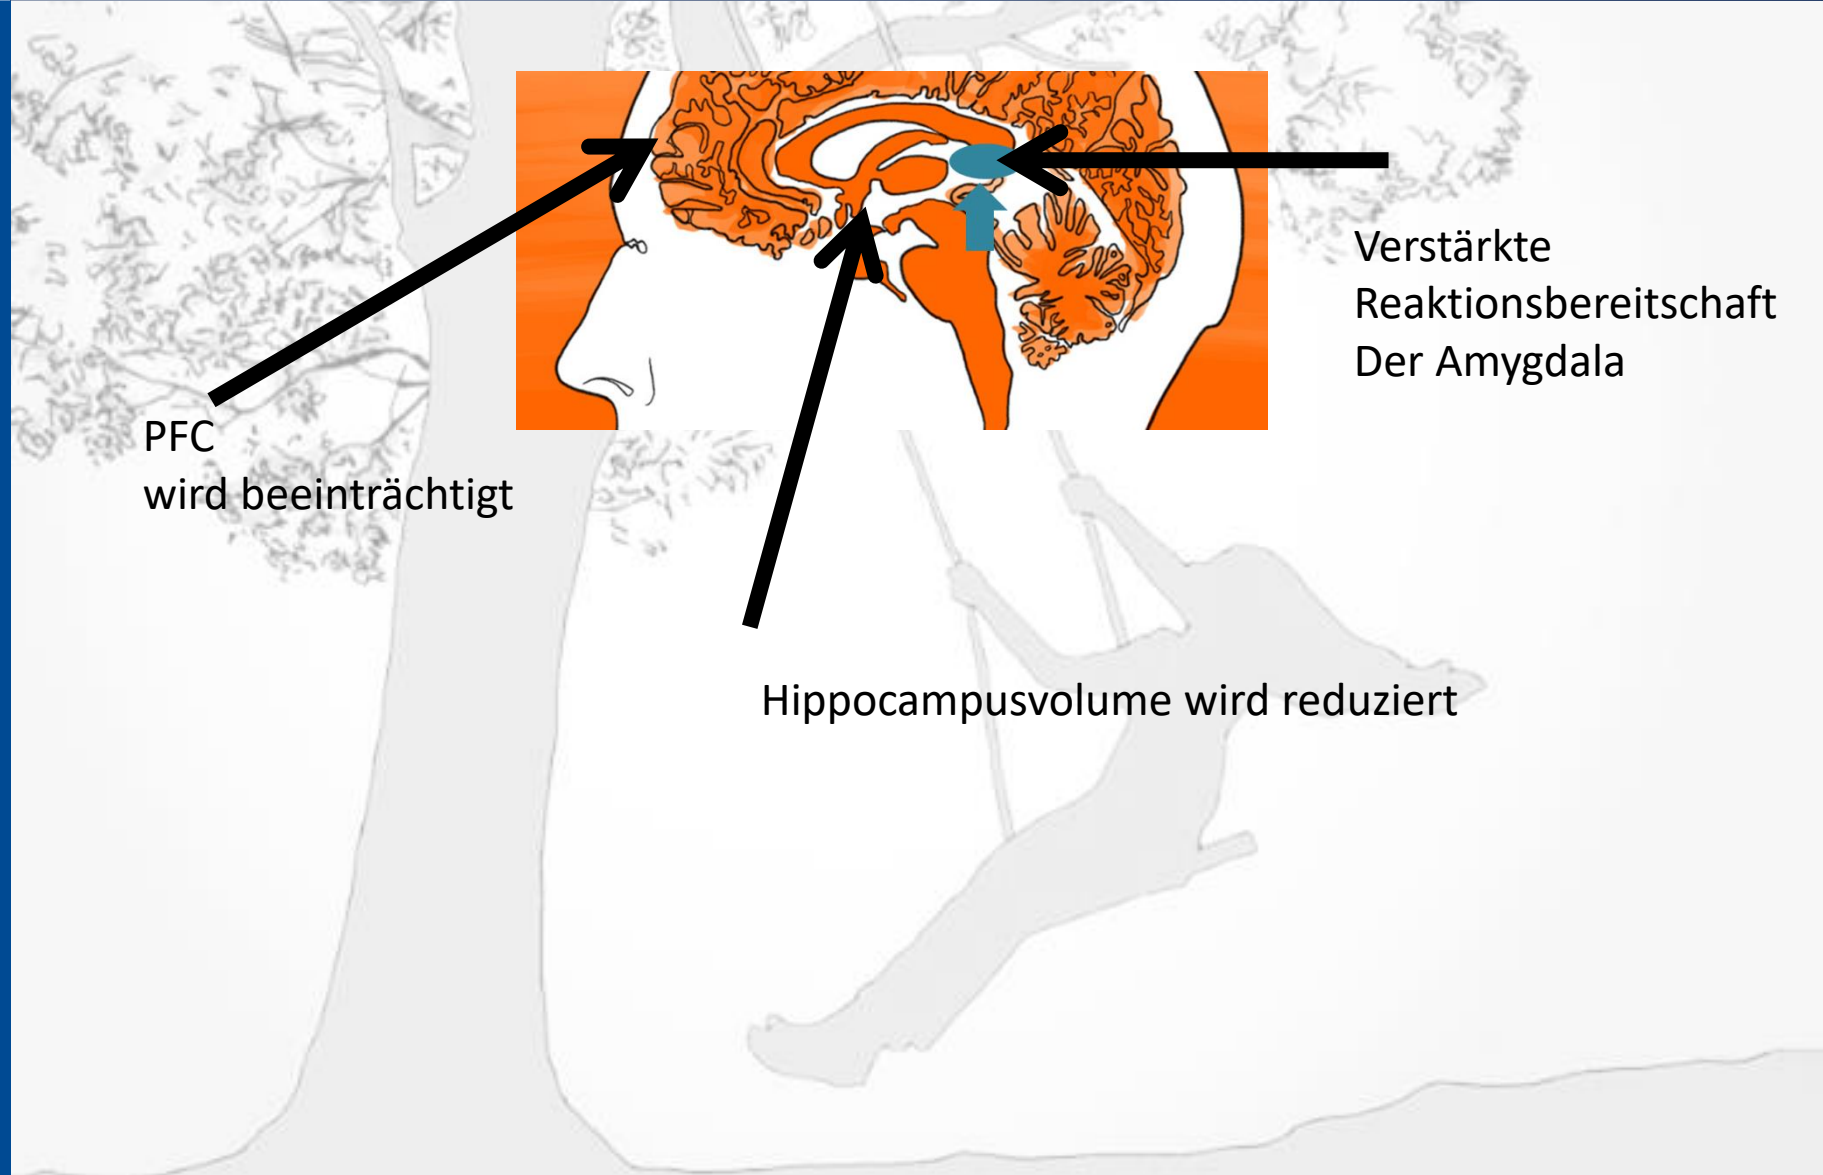 Verstärkte
Reaktionsbereitschaft
Der Amygdala
PFC
wird beeinträchtigt
Hippocampusvolume wird reduziert